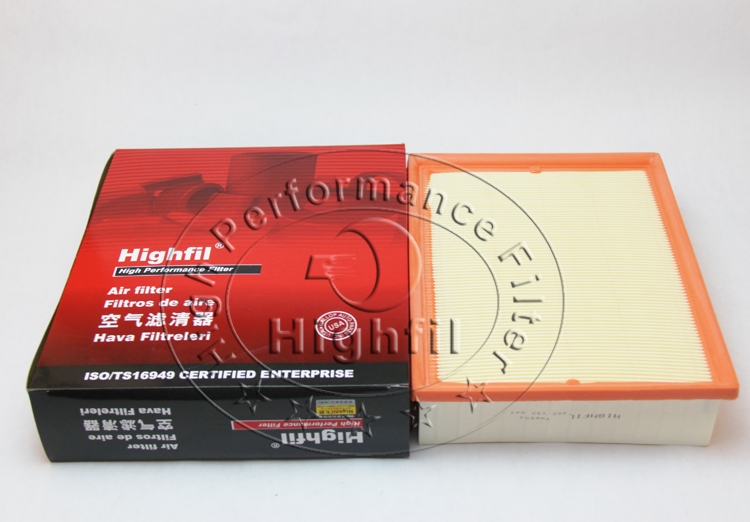 Highfil®
High Performance Filter
Air filter
Filtros de aire
空气滤清器
Hava Filtreleri
USA
ISO/TS16949 CERTIFIED ENTERPRISE
Highfil®
High Performance Filter
Air filter
Filtros de aire
空气滤清器
Hava Filtreleri
HIGHFIL
High Performance Filter
Highfil